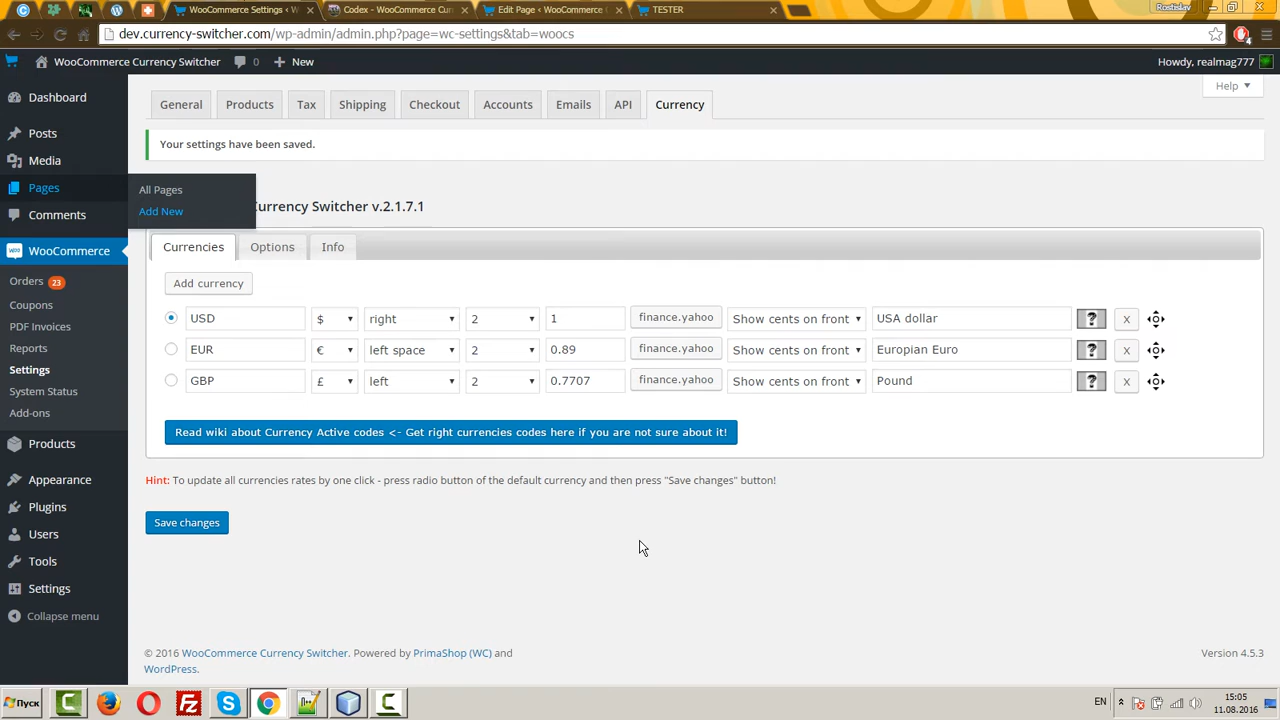 WooCommerce Settings ‹ W
Codex - WooCommerce Cur
Edit Page ‹ WooCommerce C
TESTER
Rostislav
dev.currency-switcher.com/wp-admin/admin.php?page=wc-settings&tab=woocs
4
WooCommerce Currency Switcher
0
New
Howdy, realmag777
Dashboard
Posts
Media
Pages
Comments
WooCommerce
Orders 23
Coupons
PDF Invoices
Reports
Settings
System Status
Add-ons
Products
Appearance
Plugins
Users
Tools
Settings
Collapse menu
All Pages
Add New
Help
General
Products
Tax
Shipping
Checkout
Accounts
Emails
API
Currency
Your settings have been saved.
Currency Switcher v.2.1.7.1
Currencies
Options
Info
Add currency
USD $ right 2 1 finance.yahoo Show cents on front USA dollar ? X
EUR € left space 2 0.89 finance.yahoo Show cents on front Europian Euro ? X
GBP £ left 2 0.7707 finance.yahoo Show cents on front Pound ? X
Read wiki about Currency Active codes <- Get right currencies codes here if you are not sure about it!
Hint: To update all currencies rates by one click - press radio button of the default currency and then press "Save changes" button!
Save changes
© 2016 WooCommerce Currency Switcher. Powered by PrimaShop (WC) and
WordPress.
Version 4.5.3
Пуск
EN
15:05
11.08.2016